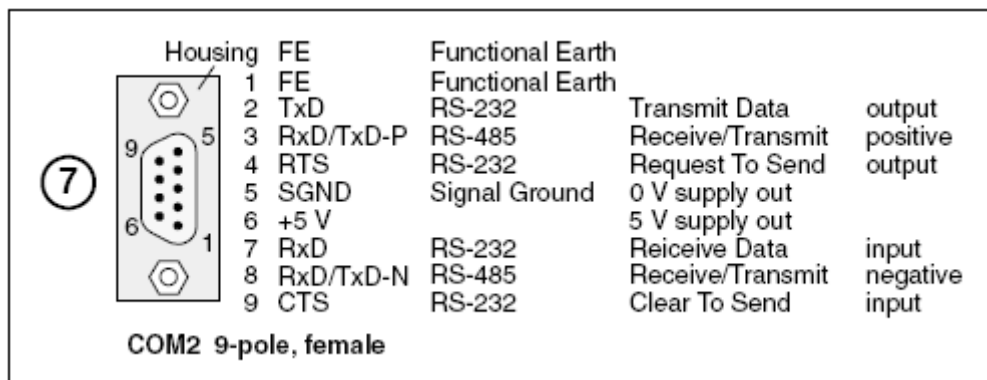 Housing FE Functional Earth
1 FE Functional Earth
2 TxD RS-232 Transmit Data output
3 RxD/TxD-P RS-485 Receive/Transmit positive
4 RTS RS-232 Request To Send output
5 SGND Signal Ground 0 V supply out
6 +5 V 5 V supply out
7 RxD RS-232 Reiceive Data input
8 RxD/TxD-N RS-485 Receive/Transmit negative
9 CTS RS-232 Clear To Send input
7
9 5
6 1
COM2 9-pole, female